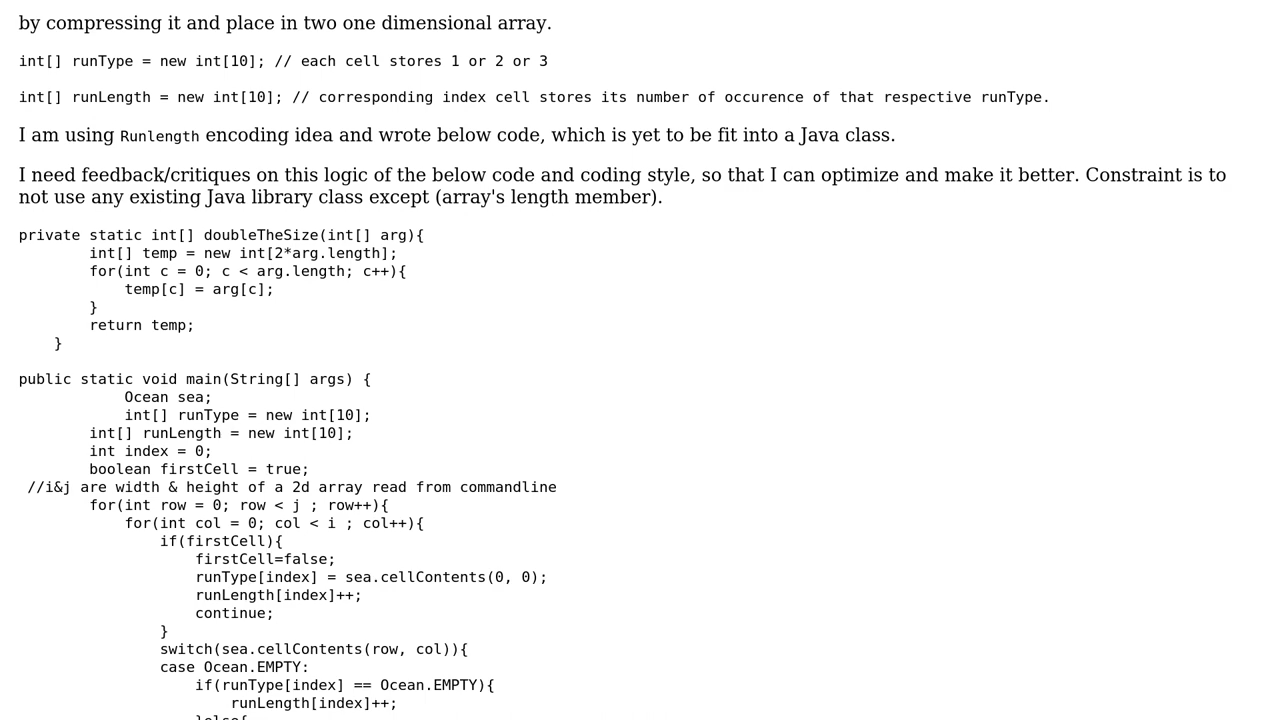 by compressing it and place in two one dimensional array.
int[] runType = new int[10]; // each cell stores 1 or 2 or 3
int[] runLength = new int[10]; // corresponding index cell stores its number of occurence of that respective runType.
I am using Runlength encoding idea and wrote below code, which is yet to be fit into a Java class.
I need feedback/critiques on this logic of the below code and coding style, so that I can optimize and make it better. Constraint is to
not use any existing Java library class except (array's length member).
private static int[] doubleTheSize(int[] arg){
        int[] temp = new int[2*arg.length];
        for(int c = 0; c < arg.length; c++){
            temp[c] = arg[c];
        }
        return temp;
    }
public static void main(String[] args) {
            Ocean sea;
            int[] runType = new int[10];
        int[] runLength = new int[10];
        int index = 0;
        boolean firstCell = true;
 //i&j are width & height of a 2d array read from commandline
        for(int row = 0; row < j ; row++){
            for(int col = 0; col < i ; col++){
                if(firstCell){
                    firstCell=false;
                    runType[index] = sea.cellContents(0, 0);
                    runLength[index]++;
                    continue;
                }
                switch(sea.cellContents(row, col)){
                case Ocean.EMPTY:
                    if(runType[index] == Ocean.EMPTY){
                        runLength[index]++;
                    }else{